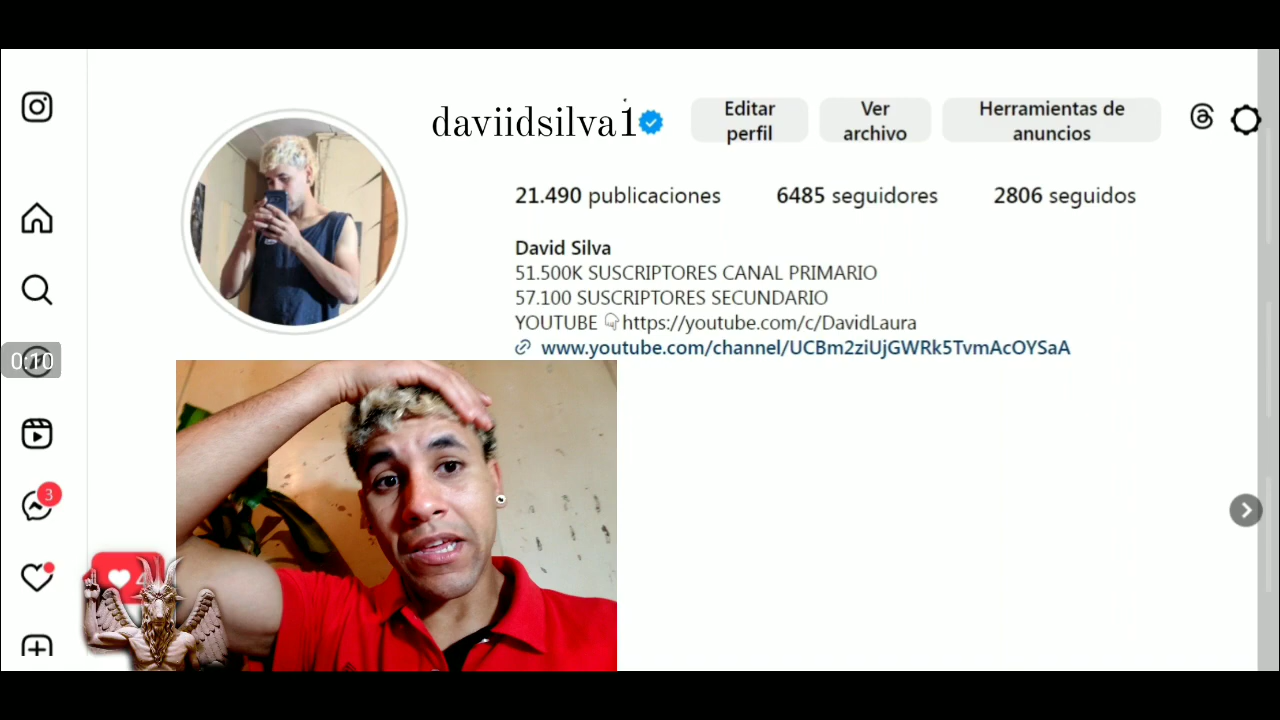 daviidsilva1
Editar
perfil
Ver
archivo
Herramientas de
anuncios
21.490 publicaciones
6485 seguidores
2806 seguidos
David Silva
51.500K SUSCRIPTORES CANAL PRIMARIO
57.100 SUSCRIPTORES SECUNDARIO
YOUTUBE 👇https://youtube.com/c/DavidLaura
www.youtube.com/channel/UCBm2ziUjGWRk5TvmAcOYSaA
0:10
3